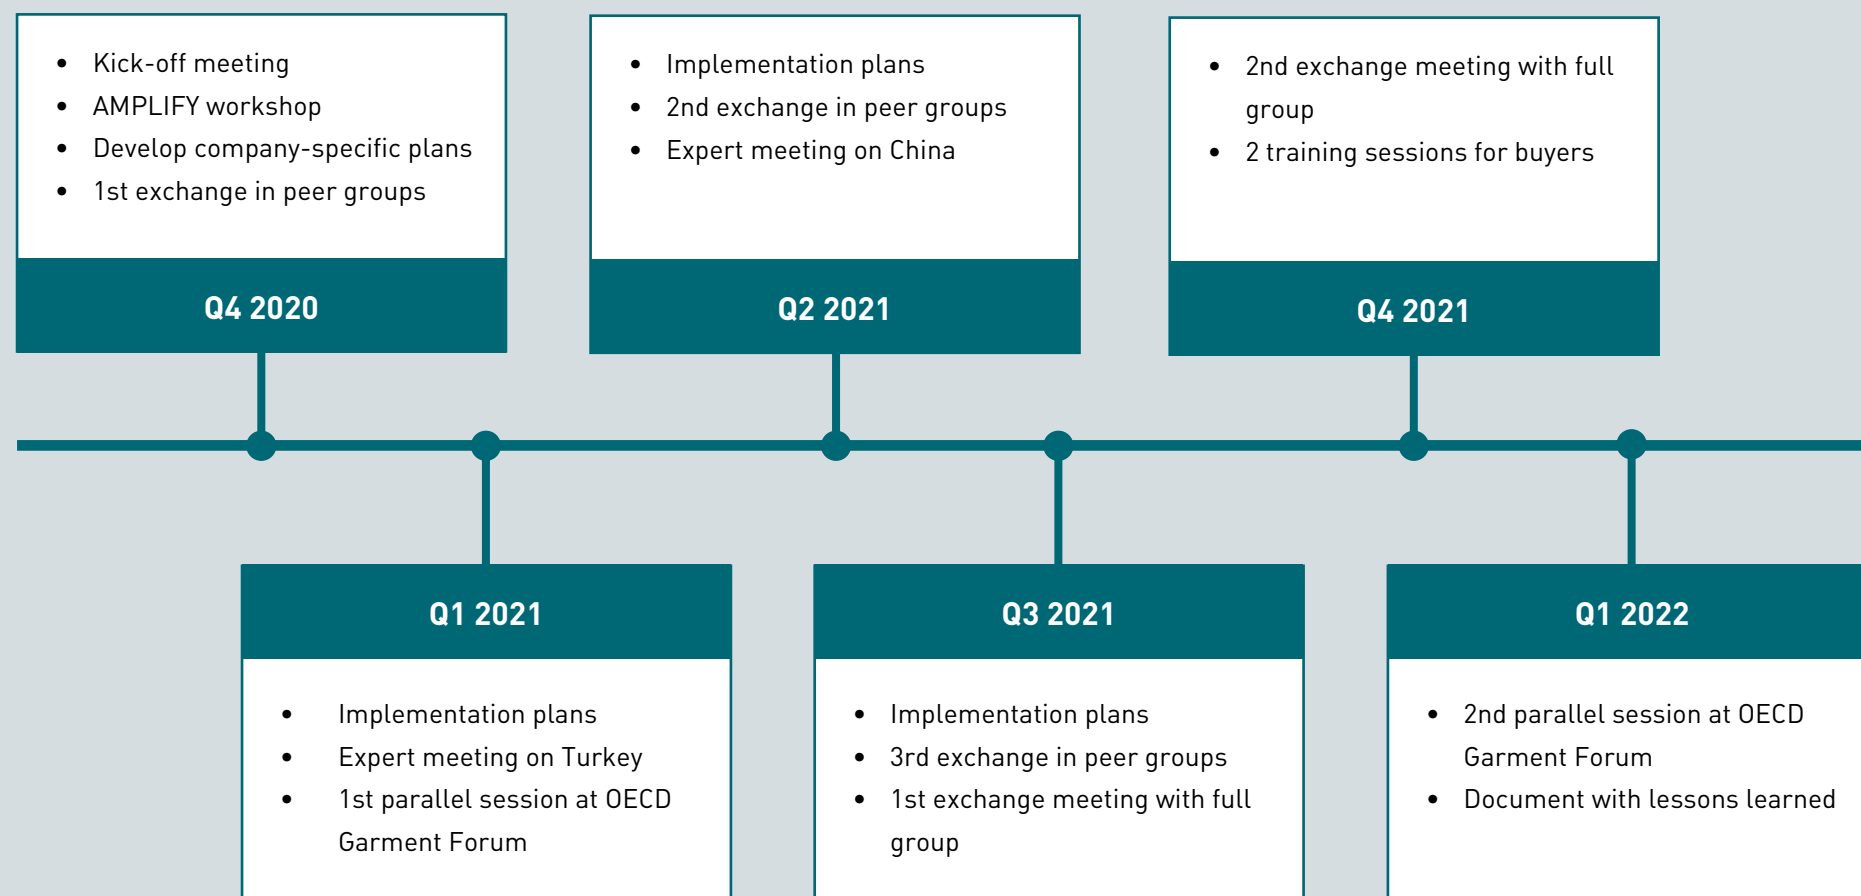 • Kick-off meeting
• AMPLIFY workshop
• Develop company-specific plans
• 1st exchange in peer groups
Q4 2020
• Implementation plans
• Expert meeting on Turkey
• 1st parallel session at OECD
Garment Forum
Q1 2021
• Implementation plans
• 2nd exchange in peer groups
• Expert meeting on China
Q2 2021
• Implementation plans
• 3rd exchange in peer groups
• 1st exchange meeting with full
group
Q3 2021
• 2nd exchange meeting with full
group
• 2 training sessions for buyers
Q4 2021
Q1 2022
• 2nd parallel session at OECD
Garment Forum
• Document with lessons learned